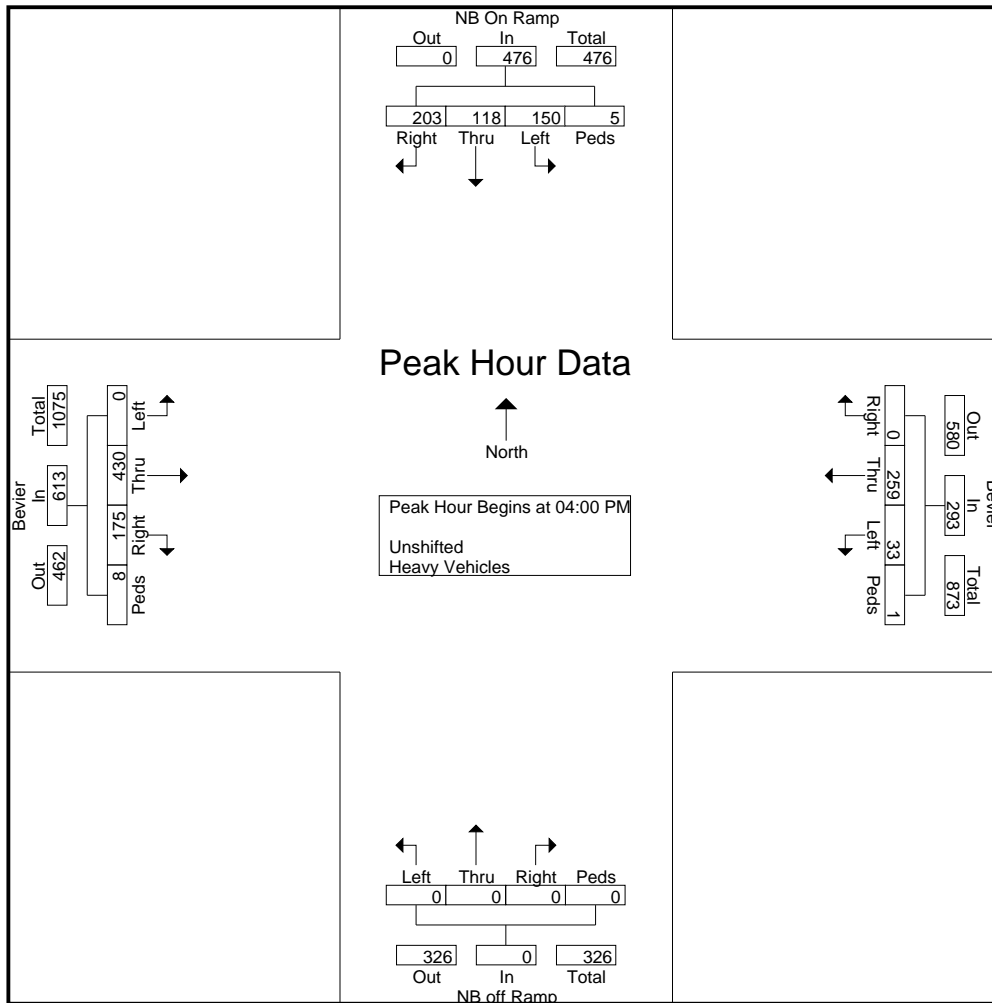 NB On Ramp
Out In Total
0 476 476
203 118 150 5
Right Thru Left Peds
Peak Hour Data
North
Peak Hour Begins at 04:00 PM
Unshifted
Heavy Vehicles
Bevier
Total In Out
1075 613 462
0 430 175 8
Left Thru Right Peds
Right Thru Left Peds
0 259 33 1
580 293 873
Out In Total
Bevier
Left Thru Right Peds
0 0 0 0
326 0 326
Out In Total
NB off Ramp